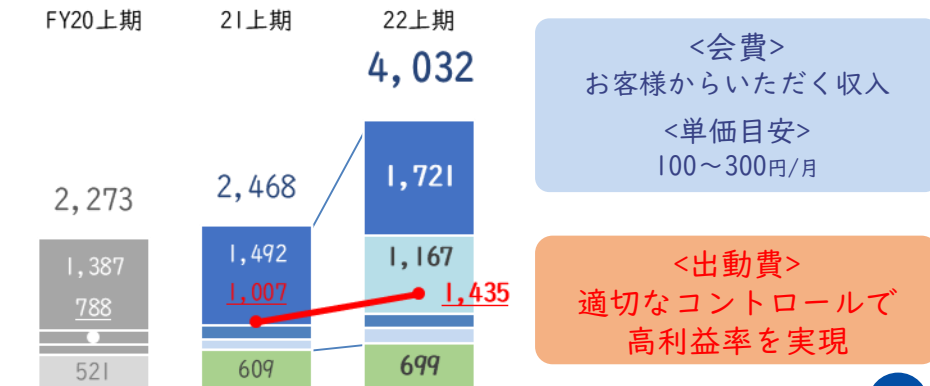 FY20上期
21上期
22上期
4,032
2,468
2,273
1,721
1,492
1,387
1,167
1,007
788
1,435
609
521
699
<会費>
お客様からいただく収入
<単価目安>
100～300円/月
<出動費>
適切なコントロールで
高利益率を実現